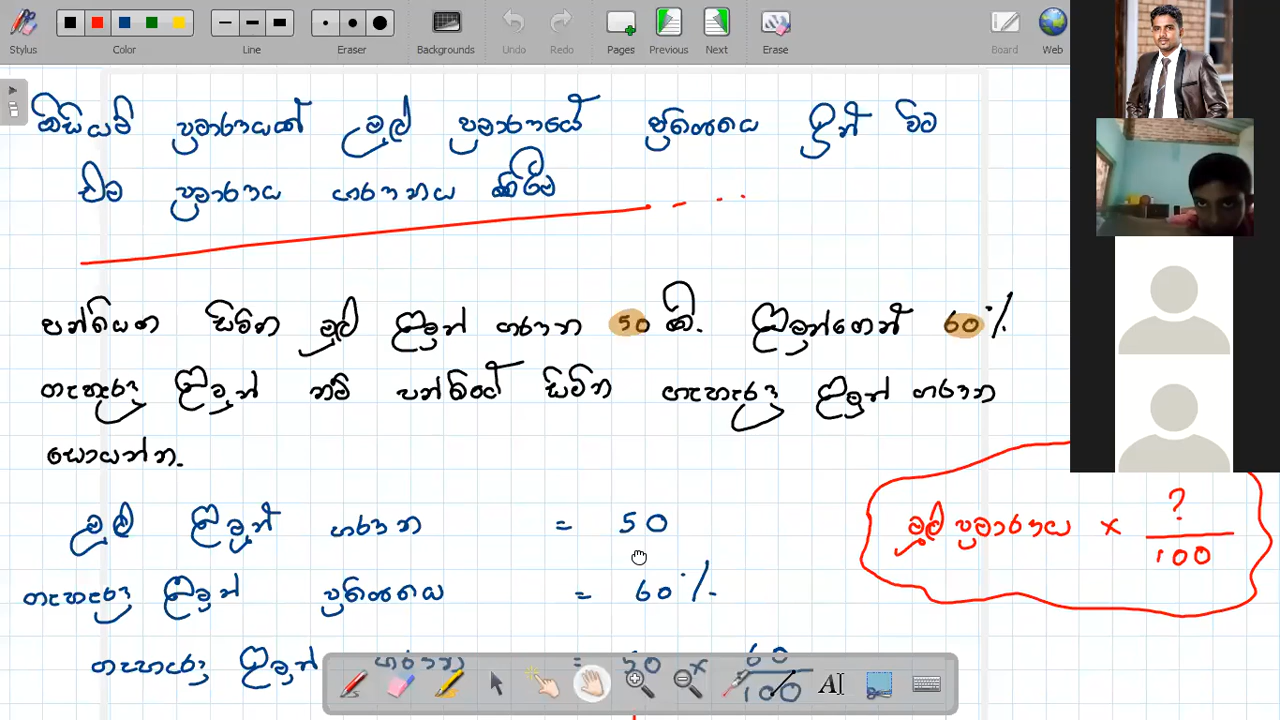 Stylus Color Line Eraser Backgrounds Undo Redo Pages Previous Next Erase Board Web
කිසියම් ප්‍රමාණයක් මුල් ප්‍රමාණයේ ප්‍රතිශතය දුන් විට
එම ප්‍රමාණය ගණනය කිරීම
පන්තියක සිටින මුළු ළමුන් ගණන 50 කි. ළමුන්ගෙන් 60%
ගැහැණු ළමුන් නම් පන්තියේ සිටින ගැහැණු ළමුන් ගණන
සොයන්න.
මුළු ළමුන් ගණන = 50
මුල් ප්‍රමාණය × ?/100
ගැහැණු ළමුන් ප්‍රතිශතය = 60%
ගැහැණු ළමුන් ගණන = 50 × 60/100